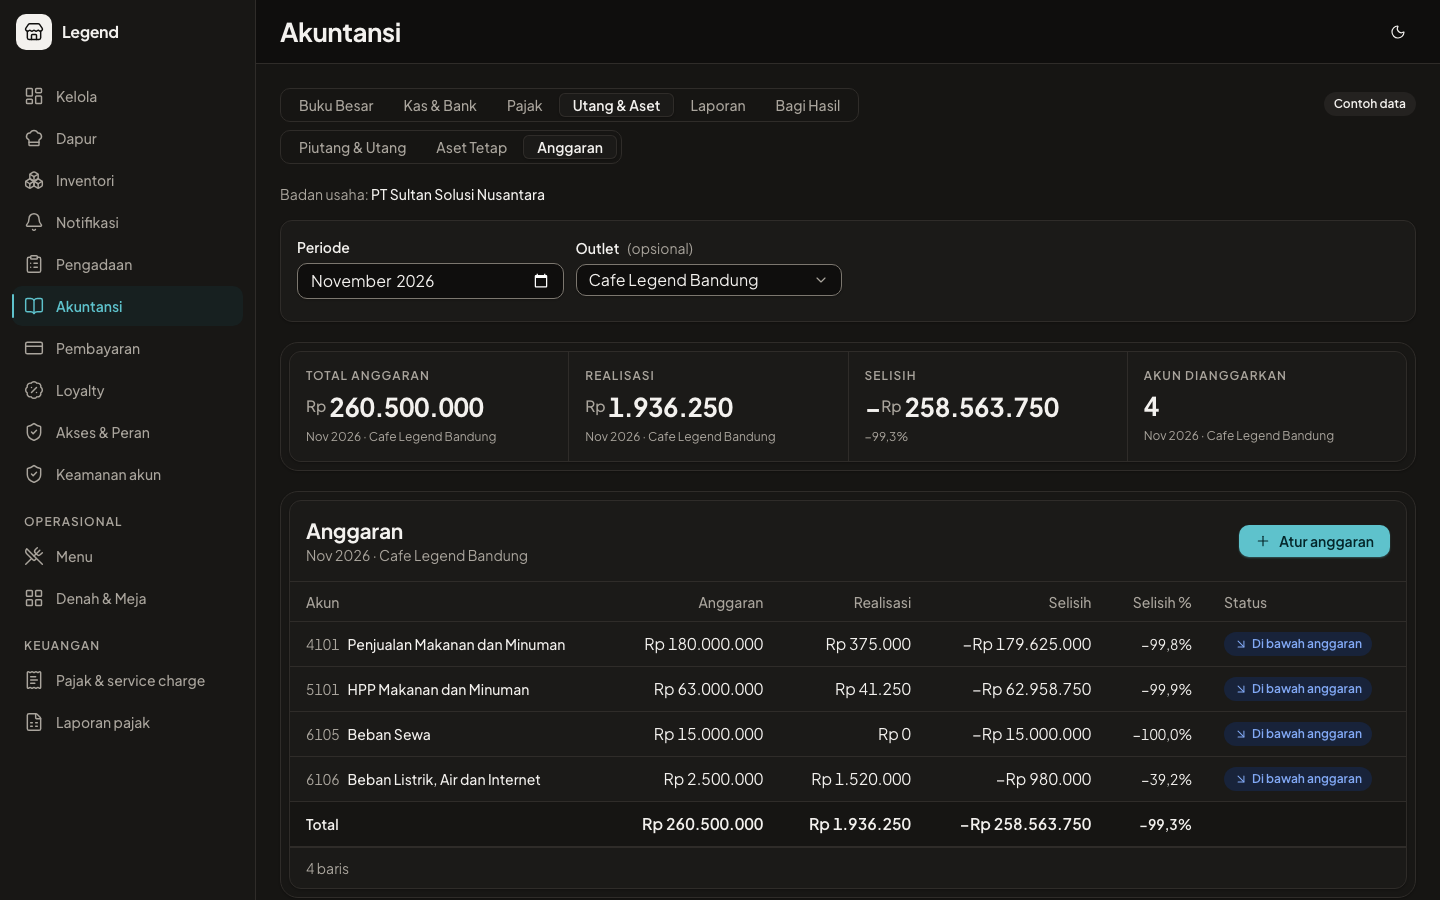 Legend
Akuntansi
Kelola
Dapur
Inventori
Notifikasi
Pengadaan
Akuntansi
Pembayaran
Loyalty
Akses & Peran
Keamanan akun
OPERASIONAL
Menu
Denah & Meja
KEUANGAN
Pajak & service charge
Laporan pajak
Buku Besar Kas & Bank Pajak Utang & Aset Laporan Bagi Hasil
Contoh data
Piutang & Utang Aset Tetap Anggaran
Badan usaha: PT Sultan Solusi Nusantara
Periode Outlet (opsional)
November 2026 Cafe Legend Bandung
TOTAL ANGGARAN REALISASI SELISIH AKUN DIANGGARKAN
Rp 260.500.000 Rp 1.936.250 −Rp 258.563.750 4
Nov 2026 · Cafe Legend Bandung Nov 2026 · Cafe Legend Bandung −99,3% Nov 2026 · Cafe Legend Bandung
Anggaran
Nov 2026 · Cafe Legend Bandung
Atur anggaran
Akun Anggaran Realisasi Selisih Selisih % Status
4101 Penjualan Makanan dan Minuman Rp 180.000.000 Rp 375.000 −Rp 179.625.000 −99,8% Di bawah anggaran
5101 HPP Makanan dan Minuman Rp 63.000.000 Rp 41.250 −Rp 62.958.750 −99,9% Di bawah anggaran
6105 Beban Sewa Rp 15.000.000 Rp 0 −Rp 15.000.000 −100,0% Di bawah anggaran
6106 Beban Listrik, Air dan Internet Rp 2.500.000 Rp 1.520.000 −Rp 980.000 −39,2% Di bawah anggaran
Total Rp 260.500.000 Rp 1.936.250 −Rp 258.563.750 −99,3%
4 baris